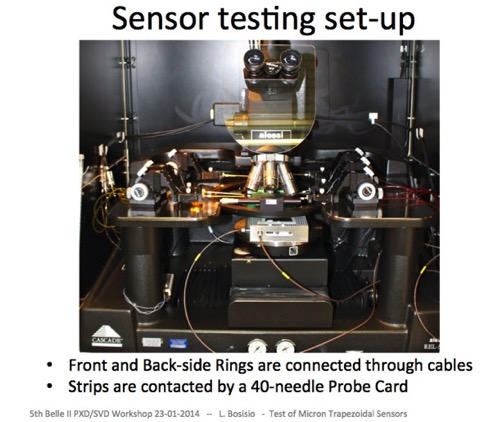 Sensor testing set-up
alessi
CASCADE
• Front and Back-side Rings are connected through cables
• Strips are contacted by a 40-needle Probe Card
5th Belle II PXD/SVD Workshop 23-01-2014 -- L. Bosisio - Test of Micron Trapezoidal Sensors